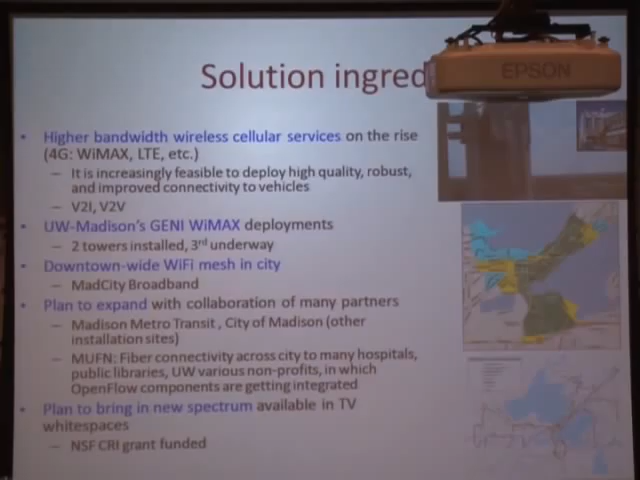 Solution ingred
EPSON
• Higher bandwidth wireless cellular services on the rise
(4G: WiMAX, LTE, etc.)
– It is increasingly feasible to deploy high quality, robust,
and improved connectivity to vehicles
– V2I, V2V
• UW-Madison's GENI WiMAX deployments
– 2 towers installed, 3rd underway
• Downtown-wide WiFi mesh in city
– MadCity Broadband
• Plan to expand with collaboration of many partners
– Madison Metro Transit , City of Madison (other
installation sites)
– MUFN: Fiber connectivity across city to many hospitals,
public libraries, UW various non-profits, in which
OpenFlow components are getting integrated
• Plan to bring in new spectrum available in TV
whitespaces
– NSF CRI grant funded